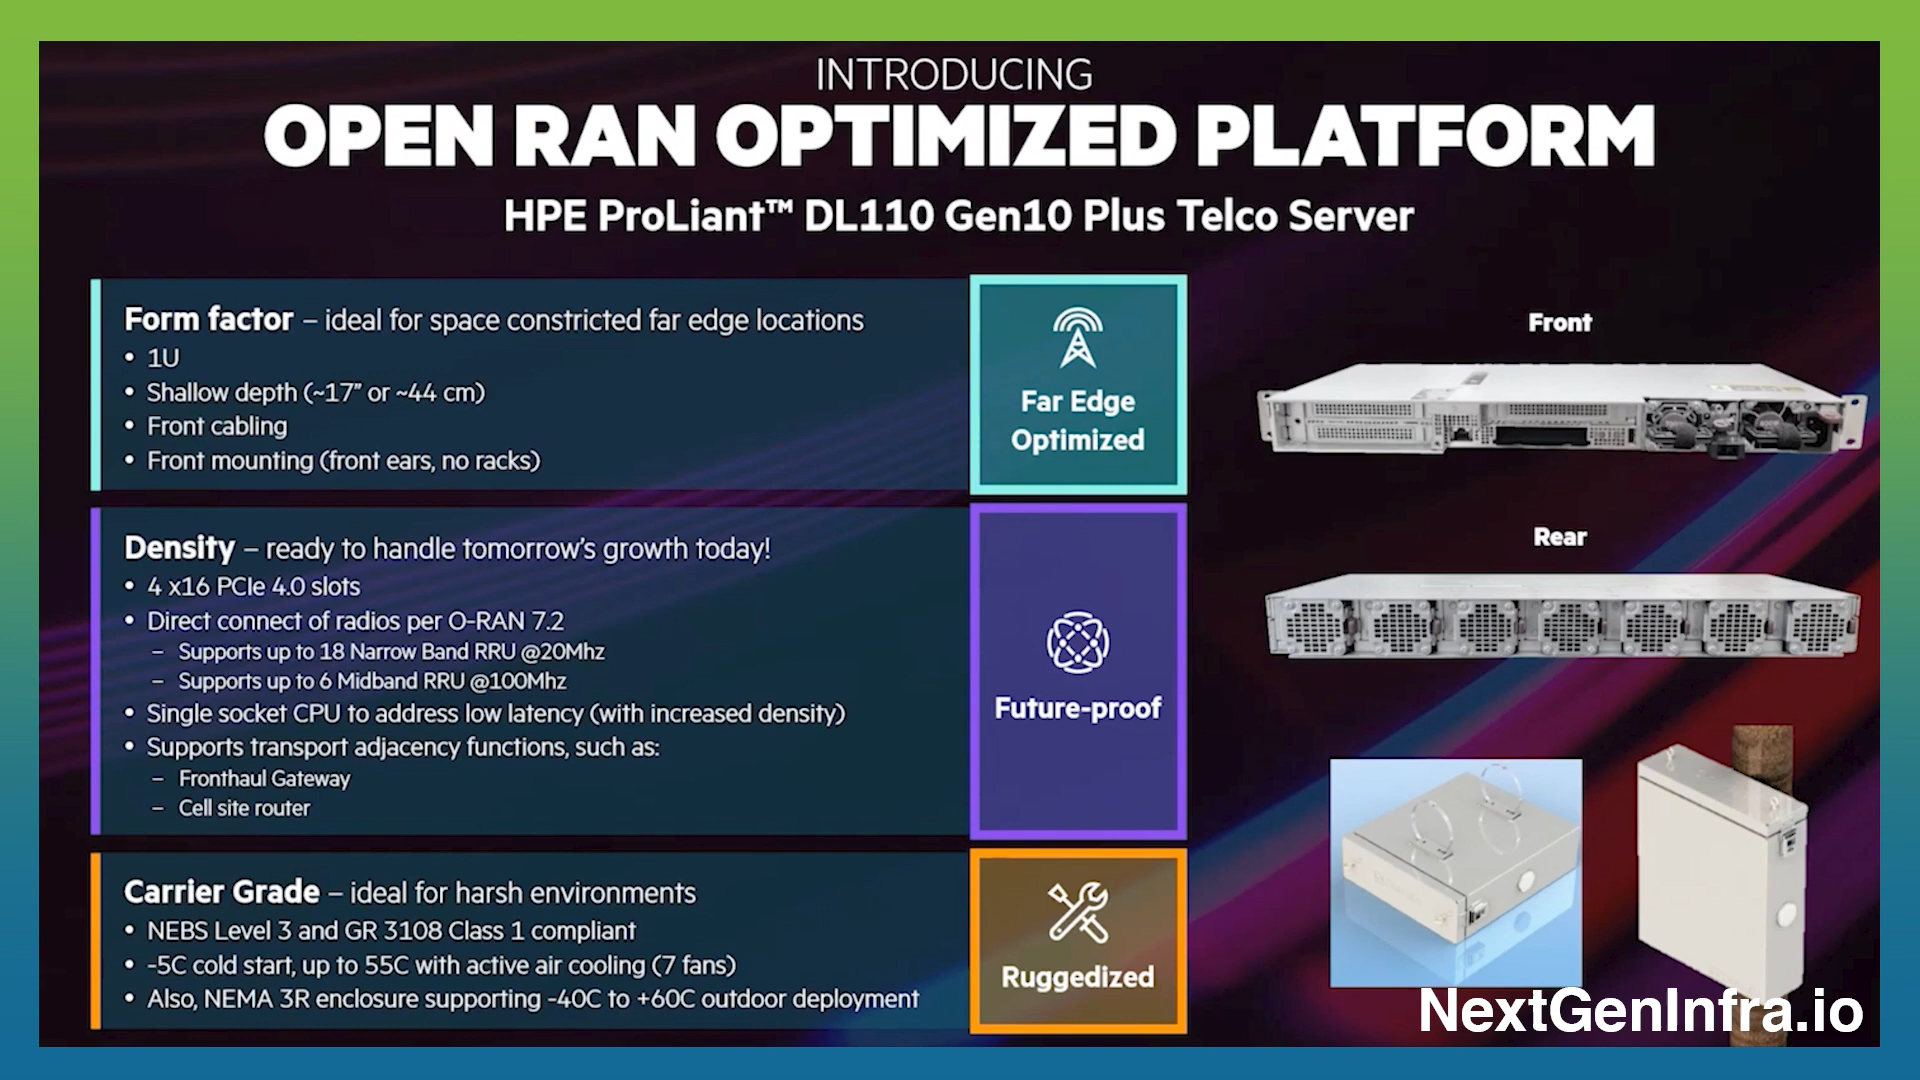 INTRODUCING
OPEN RAN OPTIMIZED PLATFORM
HPE ProLiant™ DL110 Gen10 Plus Telco Server
Form factor – ideal for space constricted far edge locations
• 1U
• Shallow depth (~17” or ~44 cm)
• Front cabling
• Front mounting (front ears, no racks)
Far Edge
Optimized
Density – ready to handle tomorrow’s growth today!
• 4 x16 PCIe 4.0 slots
• Direct connect of radios per O-RAN 7.2
– Supports up to 18 Narrow Band RRU @20Mhz
– Supports up to 6 Midband RRU @100Mhz
• Single socket CPU to address low latency (with increased density)
• Supports transport adjacency functions, such as:
– Fronthaul Gateway
– Cell site router
Future-proof
Carrier Grade – ideal for harsh environments
• NEBS Level 3 and GR 3108 Class 1 compliant
• -5C cold start, up to 55C with active air cooling (7 fans)
• Also, NEMA 3R enclosure supporting -40C to +60C outdoor deployment
Ruggedized
Front
Rear
NextGenInfra.io